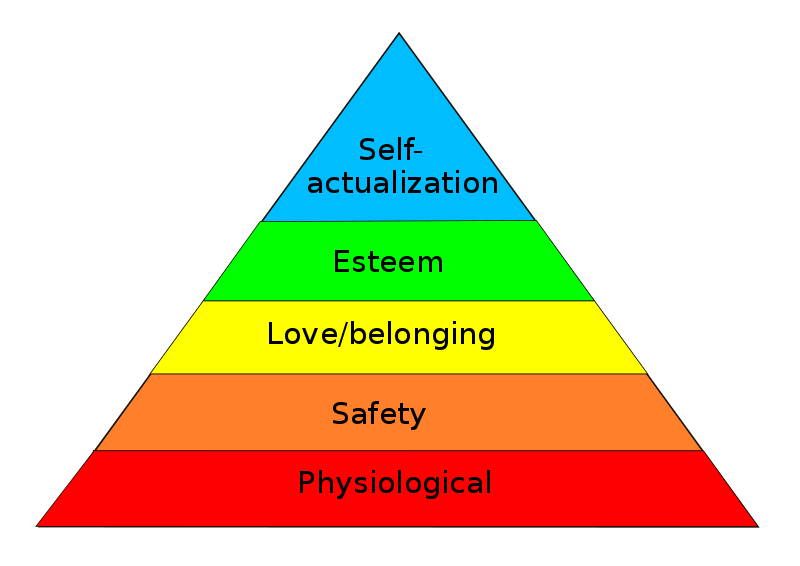 Self-
actualization
Esteem
Love/belonging
Safety
Physiological